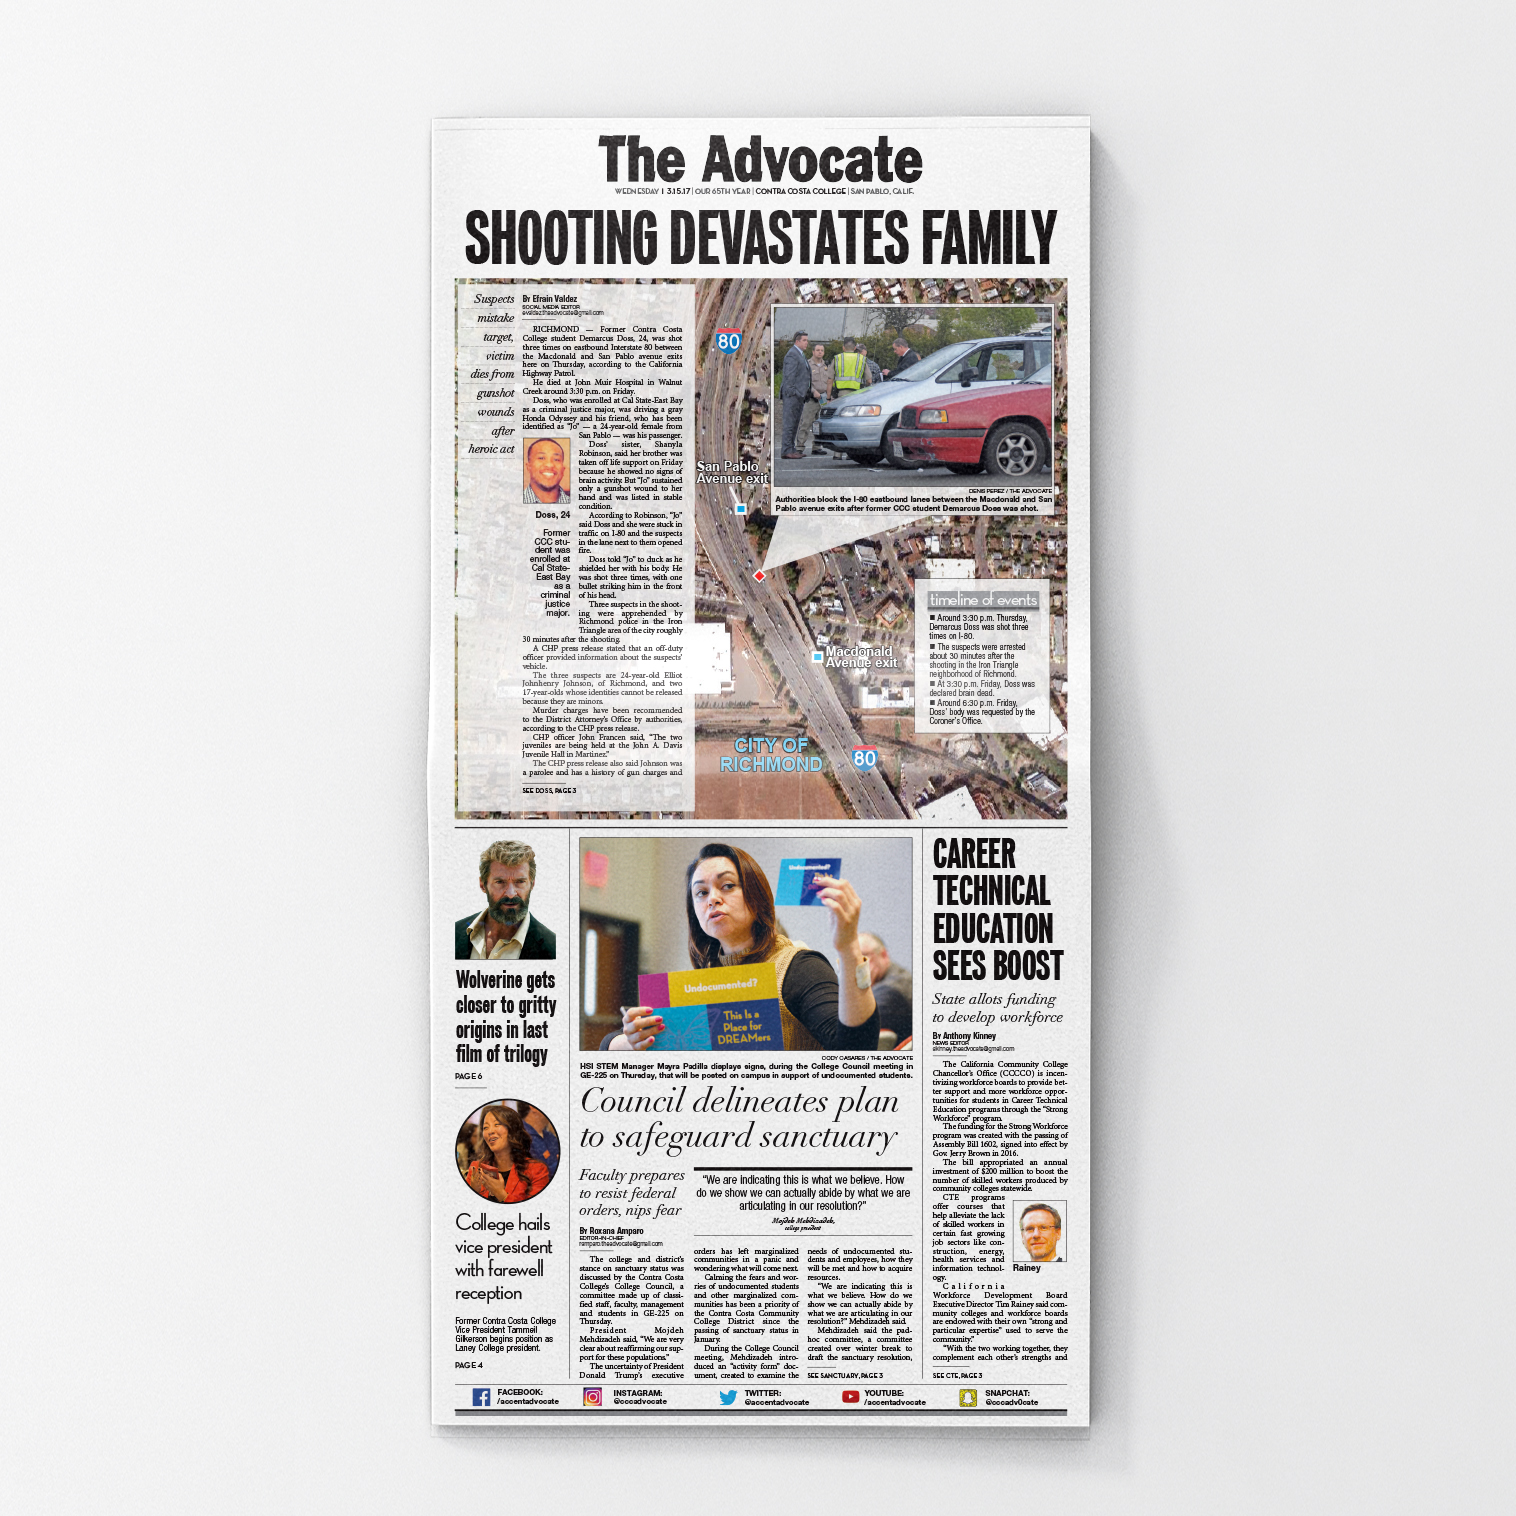 The Advocate
WEDNESDAY | 3.15.17 | OUR 65TH YEAR | CONTRA COSTA COLLEGE | SAN PABLO, CALIF.
SHOOTING DEVASTATES FAMILY
Suspects
mistake
target,
victim
dies from
gunshot
wounds
after
heroic act
By Efrain Valdez
SOCIAL MEDIA EDITOR
evaldez.theadvocate@gmail.com
RICHMOND — Former Contra Costa
College student Demarcus Doss, 24, was shot
three times on eastbound Interstate 80 between
the Macdonald and San Pablo avenue exits
here on Thursday, according to the California
Highway Patrol.
He died at John Muir Hospital in Walnut
Creek around 3:30 p.m. on Friday.
Doss, who was enrolled at Cal State-East Bay
as a criminal justice major, was driving a gray
Honda Odyssey and his friend, who has been
identified as "Jo" — a 24-year-old female from
San Pablo — was his passenger.
Doss' sister, Shanyla
Robinson, said her brother was
taken off life support on Friday
because he showed no signs of
brain activity. But "Jo" sustained
only a gunshot wound to her
hand and was listed in stable
condition.
According to Robinson, "Jo"
said Doss and she were stuck in
traffic on I-80 and the suspects
in the lane next to them opened
fire.
Doss told "Jo" to duck as he
shielded her with his body. He
was shot three times, with one
bullet striking him in the front
of his head.
Three suspects in the shoot-
ing were apprehended by
Richmond police in the Iron
Triangle area of the city roughly
30 minutes after the shooting.
A CHP press release stated that an off-duty
officer provided information about the suspects'
vehicle.
The three suspects are 24-year-old Elliot
Johnhenry Johnson, of Richmond, and two
17-year-olds whose identities cannot be released
because they are minors.
Murder charges have been recommended
to the District Attorney's Office by authorities,
according to the CHP press release.
CHP officer John Francen said, "The two
juveniles are being held at the John A. Davis
Juvenile Hall in Martinez."
The CHP press release also said Johnson was
a parolee and has a history of gun charges and
SEE DOSS, PAGE 3
Doss, 24
Former
CCC stu-
dent was
enrolled at
Cal State-
East Bay
as a
criminal
justice
major.
80
San Pablo
Avenue exit
DENIS PEREZ / THE ADVOCATE
Authorities block the I-80 eastbound lanes between the Macdonald and San
Pablo avenue exits after former CCC student Demarcus Doss was shot.
Macdonald
Avenue exit
CITY OF
RICHMOND
80
timeline of events
■ Around 3:30 p.m. Thursday,
Demarcus Doss was shot three
times on I-80.
■ The suspects were arrested
about 30 minutes after the
shooting in the Iron Triangle
neighborhood of Richmond.
■ At 3:30 p.m. Friday, Doss was
declared brain dead.
■ Around 6:30 p.m. Friday,
Doss' body was requested by the
Coroner's Office.
Wolverine gets
closer to gritty
origins in last
film of trilogy
PAGE 6
College hails
vice president
with farewell
reception
Former Contra Costa College
Vice President Tammeil
Gilkerson begins position as
Laney College president.
PAGE 4
Undocumented?
Undocumented?
This Is a
Place for
DREAMers
CODY CASARES / THE ADVOCATE
HSI STEM Manager Mayra Padilla displays signs, during the College Council meeting in
GE-225 on Thursday, that will be posted on campus in support of undocumented students.
Council delineates plan
to safeguard sanctuary
Faculty prepares
to resist federal
orders, nips fear
By Roxana Amparo
EDITOR-IN-CHIEF
ramparo.theadvocate@gmail.com
The college and district's
stance on sanctuary status was
discussed by the Contra Costa
College's College Council, a
committee made up of classi-
fied staff, faculty, management
and students in GE-225 on
Thursday.
President Mojdeh
Mehdizadeh said, "We are very
clear about reaffirming our sup-
port for these populations."
The uncertainty of President
Donald Trump's executive
"We are indicating this is what we believe. How
do we show we can actually abide by what we are
articulating in our resolution?"
Mojdeh Mehdizadeh,
college president
orders has left marginalized
communities in a panic and
wondering what will come next.
Calming the fears and wor-
ries of undocumented students
and other marginalized com-
munities has been a priority of
the Contra Costa Community
College District since the
passing of sanctuary status in
January.
During the College Council
meeting, Mehdizadeh intro-
duced an "activity form" doc-
ument, created to examine the
needs of undocumented stu-
dents and employees, how they
will be met and how to acquire
resources.
"We are indicating this is
what we believe. How do we
show we can actually abide by
what we are articulating in our
resolution?" Mehdizadeh said.
Mehdizadeh said the pad-
hoc committee, a committee
created over winter break to
draft the sanctuary resolution,
SEE SANCTUARY, PAGE 3
CAREER
TECHNICAL
EDUCATION
SEES BOOST
State allots funding
to develop workforce
By Anthony Kinney
NEWS EDITOR
akinney.theadvocate@gmail.com
The California Community College
Chancellor's Office (CCCCO) is incen-
tivizing workforce boards to provide bet-
ter support and more workforce oppor-
tunities for students in Career Technical
Education programs through the "Strong
Workforce" program.
The funding for the Strong Workforce
program was created with the passing of
Assembly Bill 1602, signed into effect by
Gov. Jerry Brown in 2016.
The bill appropriated an annual
investment of $200 million to boost the
number of skilled workers produced by
community colleges statewide.
CTE programs
offer courses that
help alleviate the lack
of skilled workers in
certain fast growing
job sectors like con-
struction, energy,
health services and
information technol-
ogy.
Rainey
California
Workforce Development Board
Executive Director Tim Rainey said com-
munity colleges and workforce boards
are endowed with their own "strong and
particular expertise" used to serve the
community."
"With the two working together, they
complement each other's strengths and
SEE CTE, PAGE 3
FACEBOOK:
/accentadvocate
INSTAGRAM:
@cccadvocate
TWITTER:
@accentadvocate
YOUTUBE:
/accentadvocate
SNAPCHAT:
@cccadv0cate